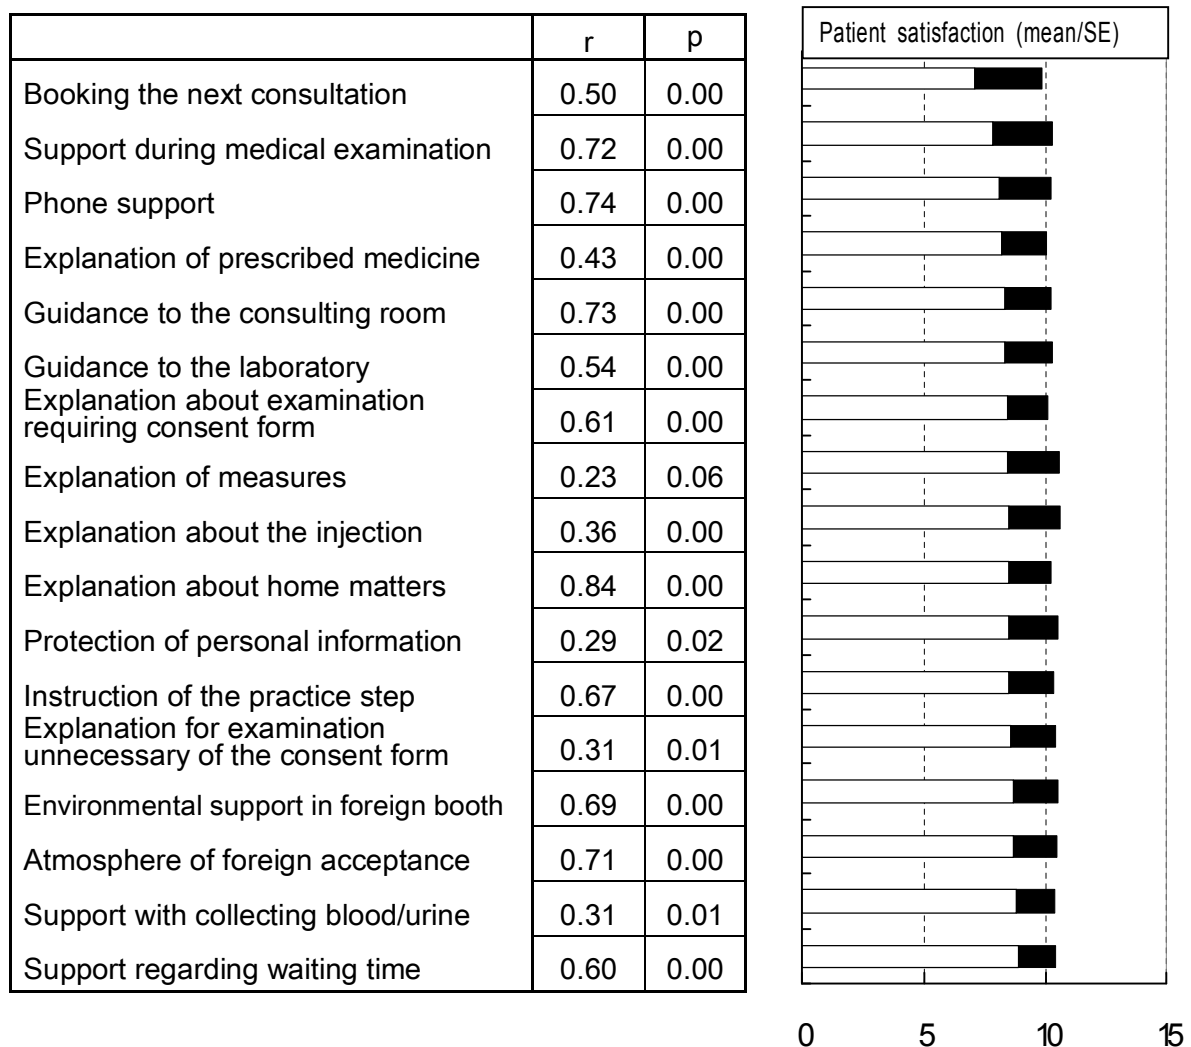 r p
Booking the next consultation 0.50 0.00
Support during medical examination 0.72 0.00
Phone support 0.74 0.00
Explanation of prescribed medicine 0.43 0.00
Guidance to the consulting room 0.73 0.00
Guidance to the laboratory 0.54 0.00
Explanation about examination
requiring consent form 0.61 0.00
Explanation of measures 0.23 0.06
Explanation about the injection 0.36 0.00
Explanation about home matters 0.84 0.00
Protection of personal information 0.29 0.02
Instruction of the practice step 0.67 0.00
Explanation for examination
unnecessary of the consent form 0.31 0.01
Environmental support in foreign booth 0.69 0.00
Atmosphere of foreign acceptance 0.71 0.00
Support with collecting blood/urine 0.31 0.01
Support regarding waiting time 0.60 0.00
Patient satisfaction (mean/SE)
0 5 10 15